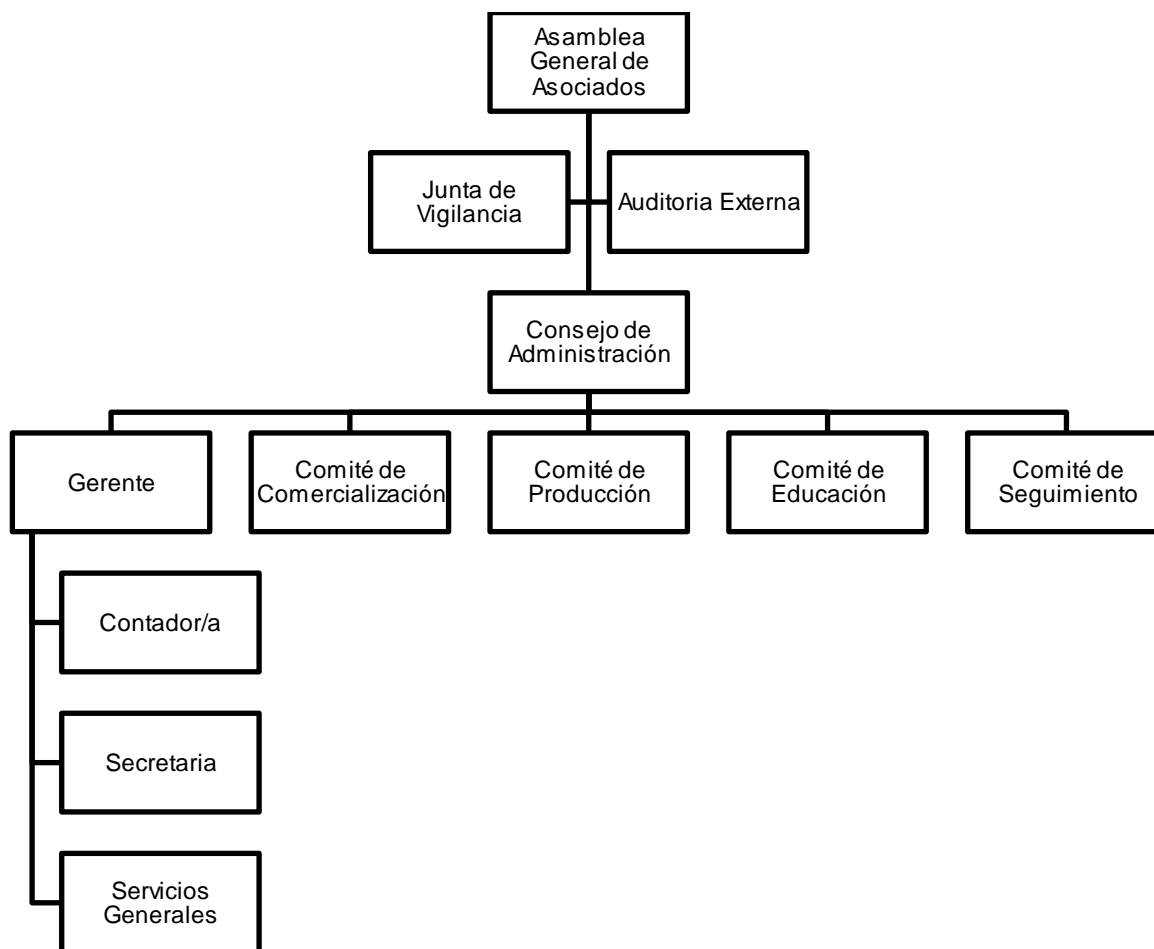 Asamblea
General de
Asociados
Junta de
Vigilancia
Auditoria Externa
Consejo de
Administración
Gerente
Comité de
Comercialización
Comité de
Producción
Comité de
Educación
Comité de
Seguimiento
Contador/a
Secretaria
Servicios
Generales